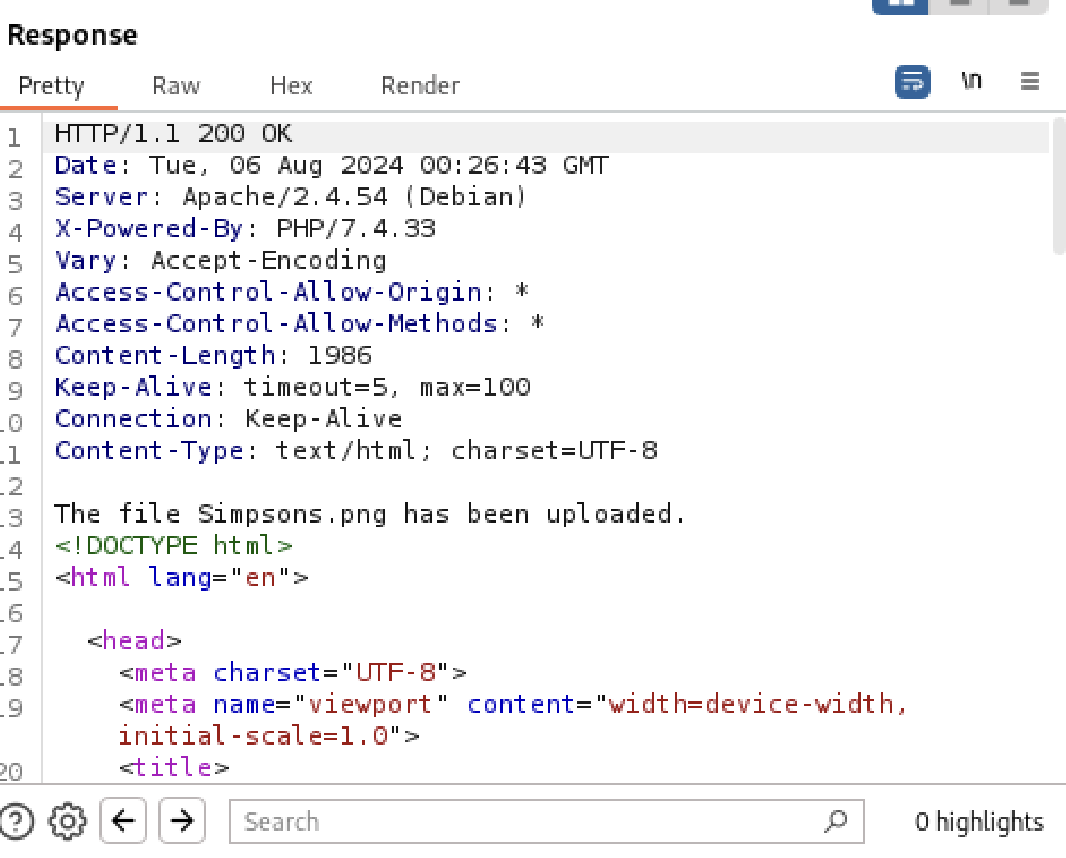 Response
Pretty Raw Hex Render \n
1 HTTP/1.1 200 OK
2 Date: Tue, 06 Aug 2024 00:26:43 GMT
3 Server: Apache/2.4.54 (Debian)
4 X-Powered-By: PHP/7.4.33
5 Vary: Accept-Encoding
6 Access-Control-Allow-Origin: *
7 Access-Control-Allow-Methods: *
8 Content-Length: 1986
9 Keep-Alive: timeout=5, max=100
10 Connection: Keep-Alive
11 Content-Type: text/html; charset=UTF-8
12
13 The file Simpsons.png has been uploaded.
14 <!DOCTYPE html>
15 <html lang="en">
16
17 <head>
18 <meta charset="UTF-8">
19 <meta name="viewport" content="width=device-width,
initial-scale=1.0">
20 <title>
Search 0 highlights